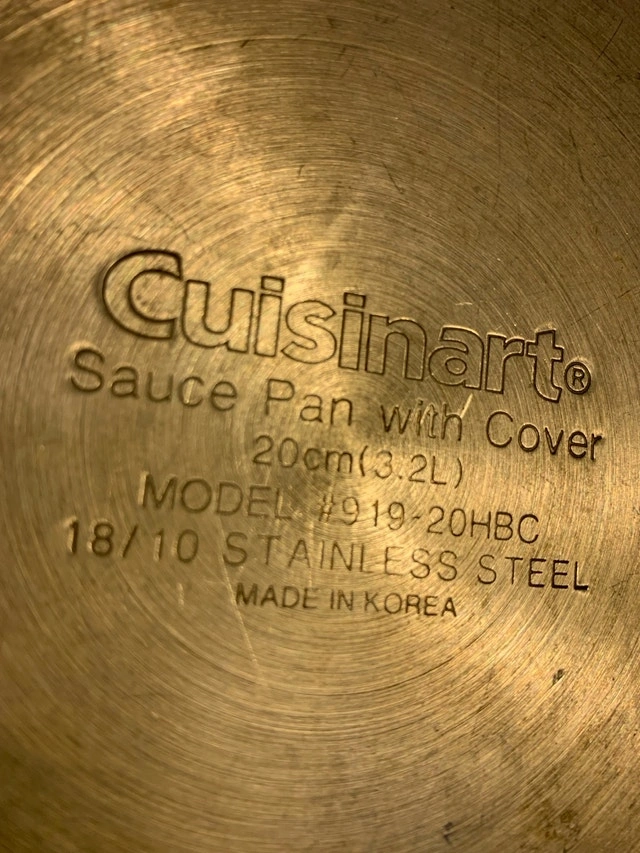 Cuisinart®
Sauce Pan with Cover
20cm(3.2L)
MODEL #919-20HBC
18/10 STAINLESS STEEL
MADE IN KOREA